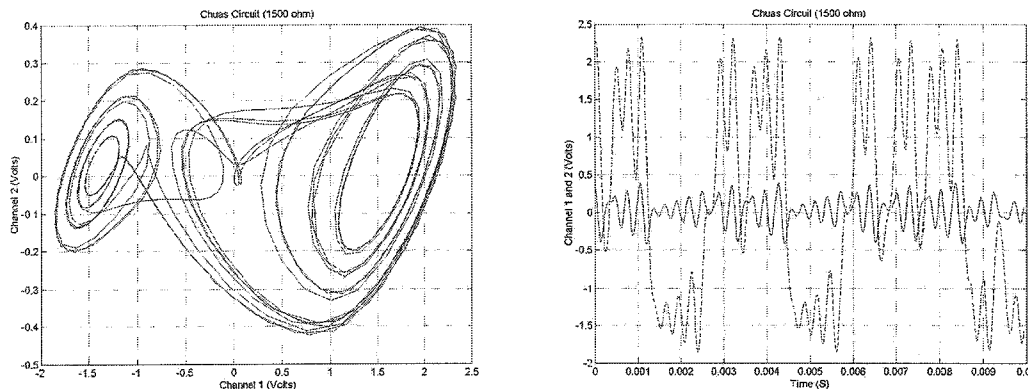 Chuas Circuit (1500 ohm)
0.4
0.3
0.2
0.1
0
-0.1
-0.2
-0.3
-0.4
-0.5
Channel 2 (Volts)
-2 -1.5 -1 -0.5 0 0.5 1 1.5 2 2.5
Channel 1 (Volts)
Chuas Circuit (1500 ohm)
2.5
2
1.5
1
0.5
0
-0.5
-1
-1.5
-2
Channel 1 and 2 (Volts)
0 0.001 0.002 0.003 0.004 0.005 0.006 0.007 0.008 0.009 0.01
Time (S)